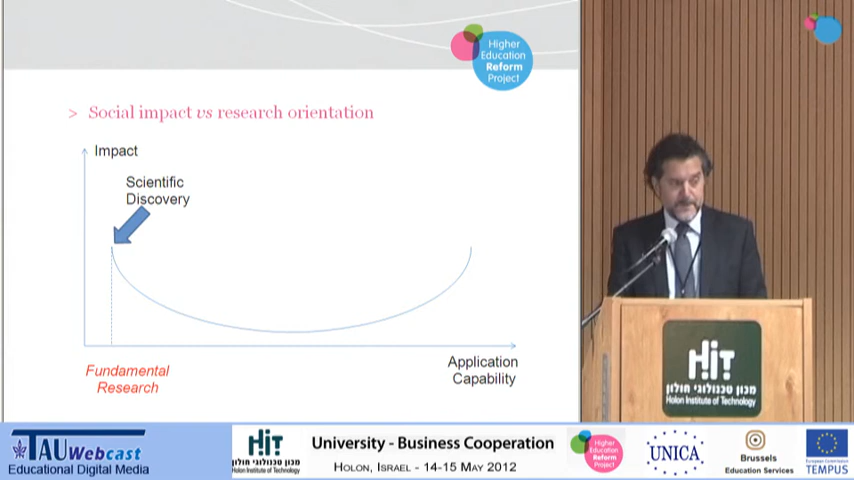 Higher
Education
Reform
Project
> Social impact vs research orientation
Impact
Scientific
Discovery
Application
Capability
Fundamental
Research
HIT
מכון טכנולוגי חולון
Holon Institute of Technology
TAUWebcast
Educational Digital Media
HIT
מכון טכנולוגי חולון
Holon Institute of Technology
University - Business Cooperation
HOLON, ISRAEL - 14-15 MAY 2012
Higher
Education
Reform
Project
UNICA
Brussels
Education Services
European Commission
TEMPUS